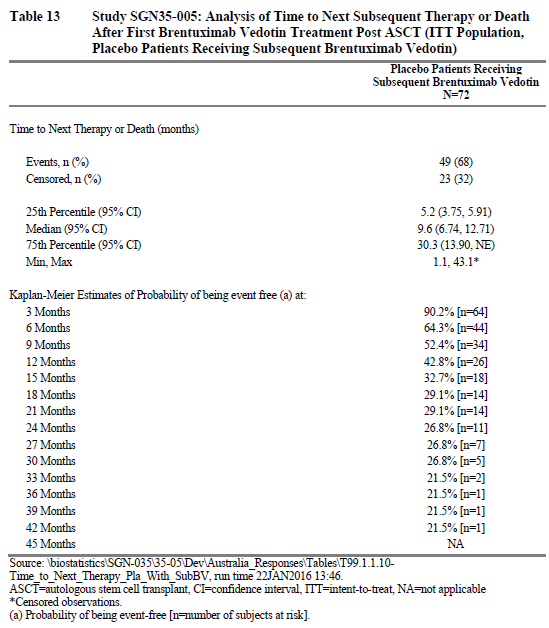 Table 13 Study SGN35-005: Analysis of Time to Next Subsequent Therapy or Death
After First Brentuximab Vedotin Treatment Post ASCT (ITT Population,
Placebo Patients Receiving Subsequent Brentuximab Vedotin)
Placebo Patients Receiving
Subsequent Brentuximab Vedotin
N=72
Time to Next Therapy or Death (months)
Events, n (%) 49 (68)
Censored, n (%) 23 (32)
25th Percentile (95% CI) 5.2 (3.75, 5.91)
Median (95% CI) 9.6 (6.74, 12.71)
75th Percentile (95% CI) 30.3 (13.90, NE)
Min, Max 1.1, 43.1*
Kaplan-Meier Estimates of Probability of being event free (a) at:
3 Months 90.2% [n=64]
6 Months 64.3% [n=44]
9 Months 52.4% [n=34]
12 Months 42.8% [n=26]
15 Months 32.7% [n=18]
18 Months 29.1% [n=14]
21 Months 29.1% [n=14]
24 Months 26.8% [n=11]
27 Months 26.8% [n=7]
30 Months 26.8% [n=5]
33 Months 21.5% [n=2]
36 Months 21.5% [n=1]
39 Months 21.5% [n=1]
42 Months 21.5% [n=1]
45 Months NA
Source: \biostatistics\SGN-035\35-05\Dev\Australia_Responses\Tables\T99.1.1.10-
Time_to_Next_Therapy_Pla_With_SubBV, run time 22JAN2016 13:46.
ASCT=autologous stem cell transplant, CI=confidence interval, ITT=intent-to-treat, NA=not applicable
*Censored observations.
(a) Probability of being event-free [n=number of subjects at risk].